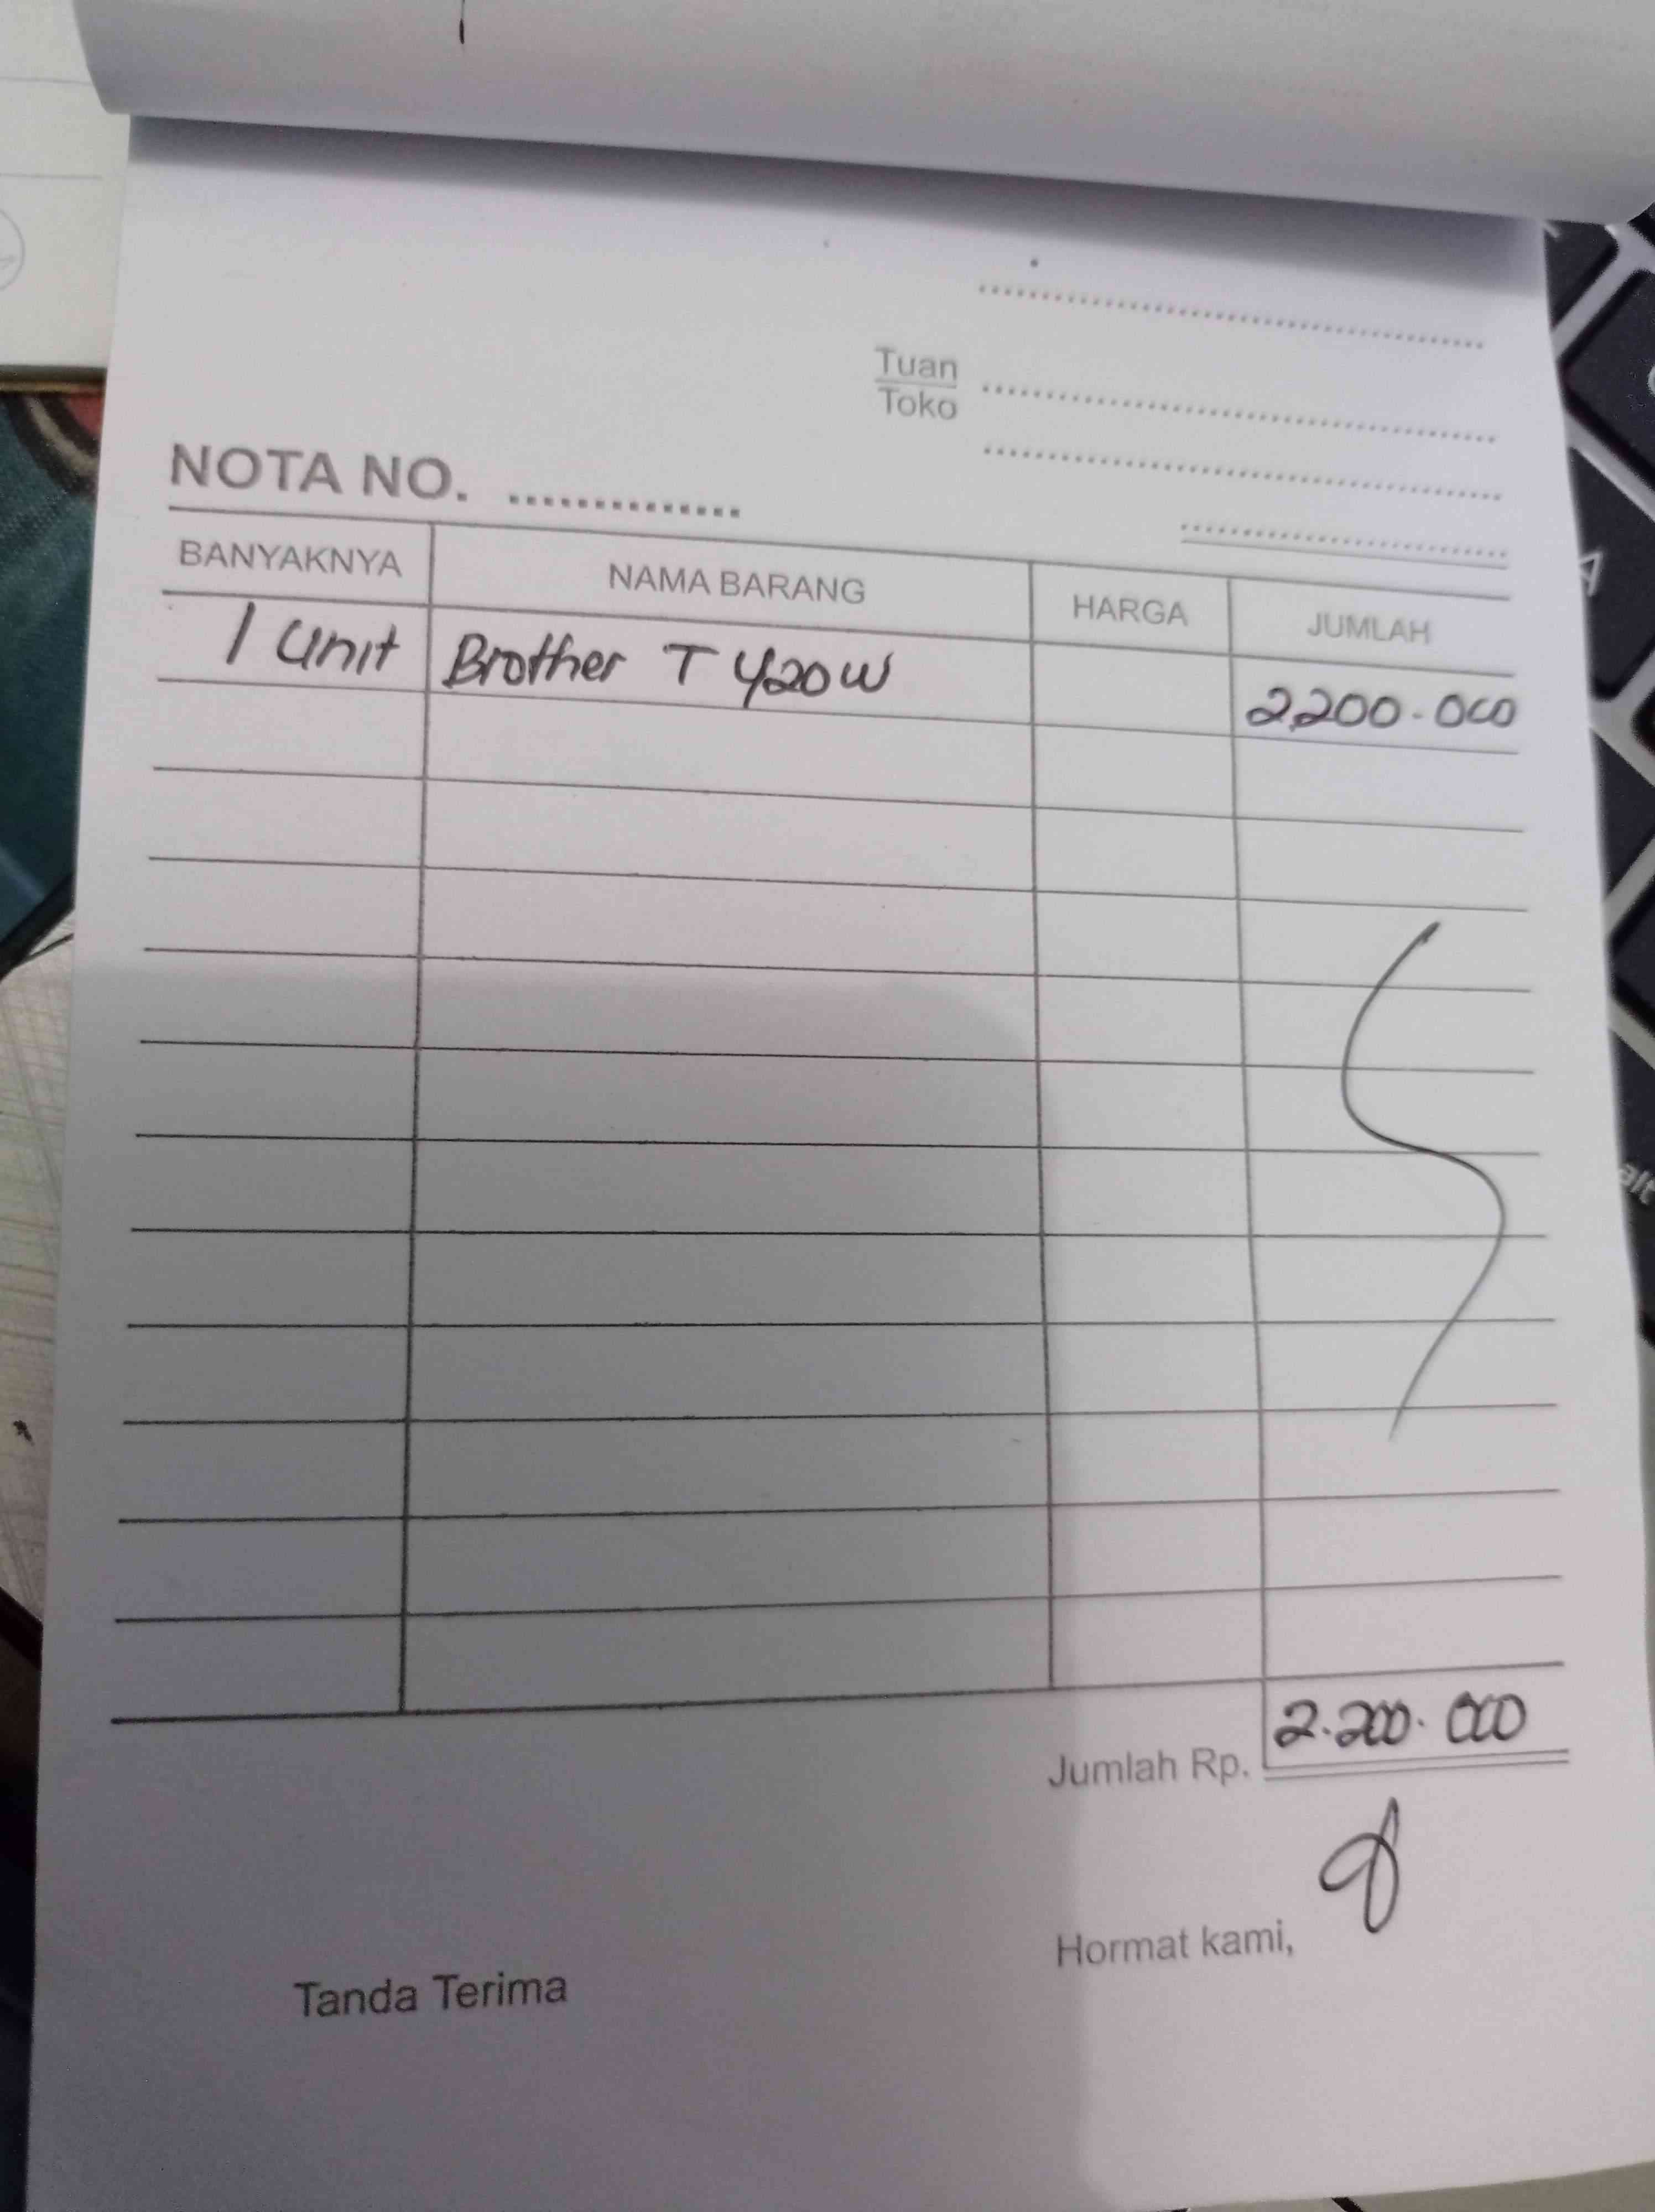 Tuan
Toko
NOTA NO.
BANYAKNYA NAMA BARANG HARGA JUMLAH
1 Unit Brother T 420W 2.200.000
Jumlah Rp. 2.200.000
Tanda Terima Hormat kami,
A
alt